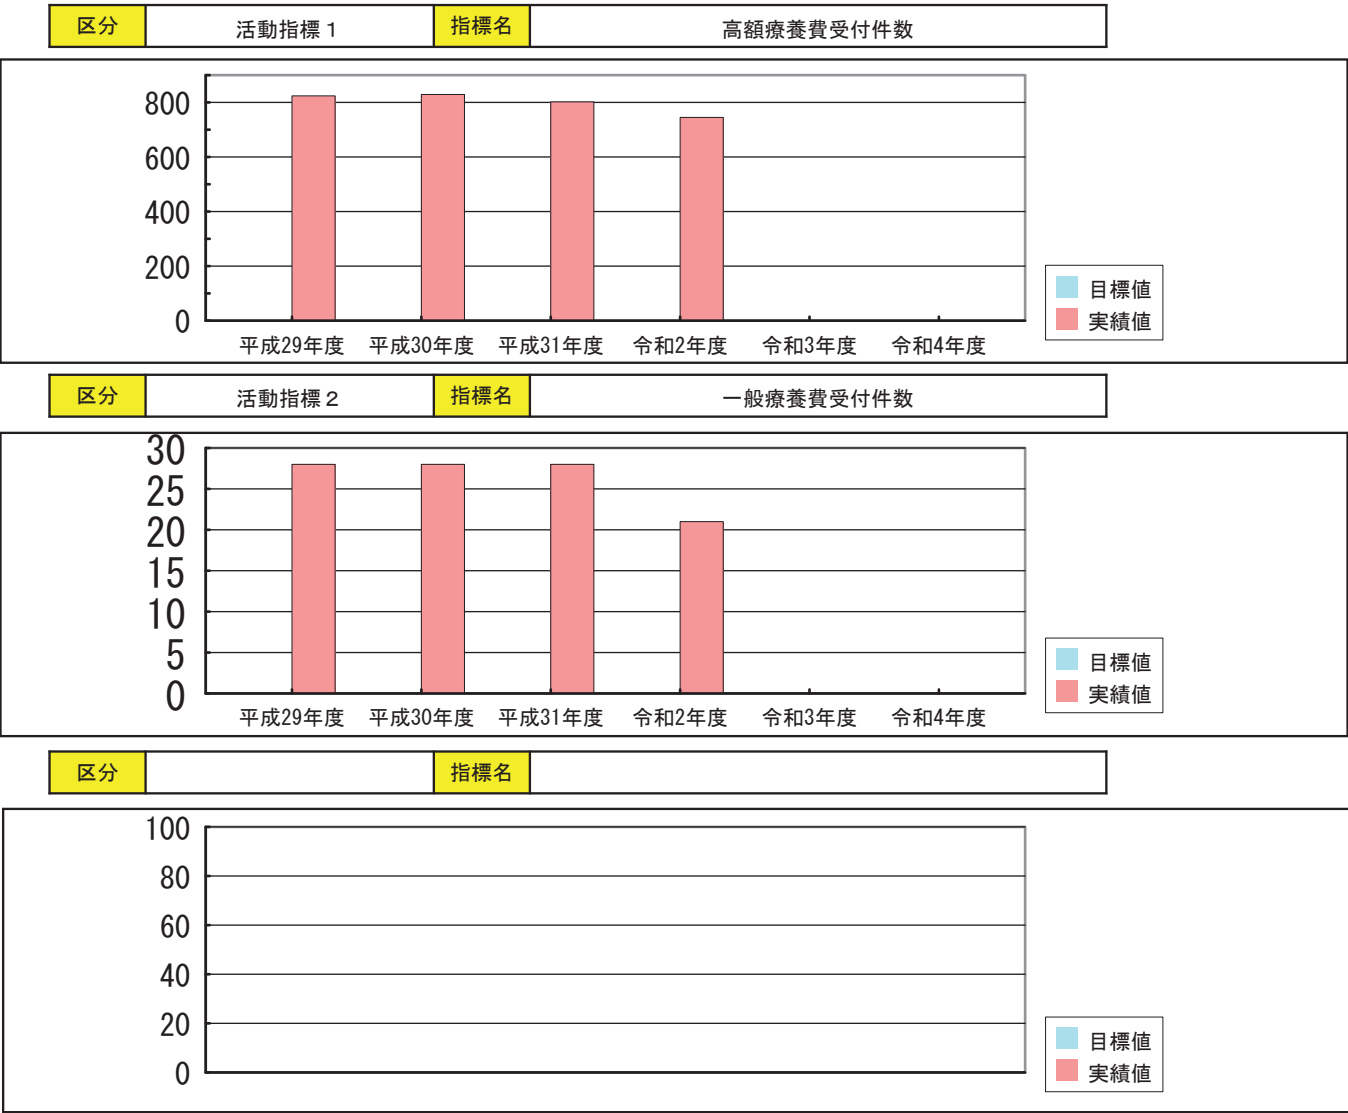 区分 活動指標１ 指標名 高額療養費受付件数
800
600
400
200
0
平成29年度 平成30年度 平成31年度 令和2年度 令和3年度 令和4年度
目標値
実績値
区分 活動指標２ 指標名 一般療養費受付件数
30
25
20
15
10
5
0
平成29年度 平成30年度 平成31年度 令和2年度 令和3年度 令和4年度
目標値
実績値
区分 指標名
100
80
60
40
20
0
目標値
実績値